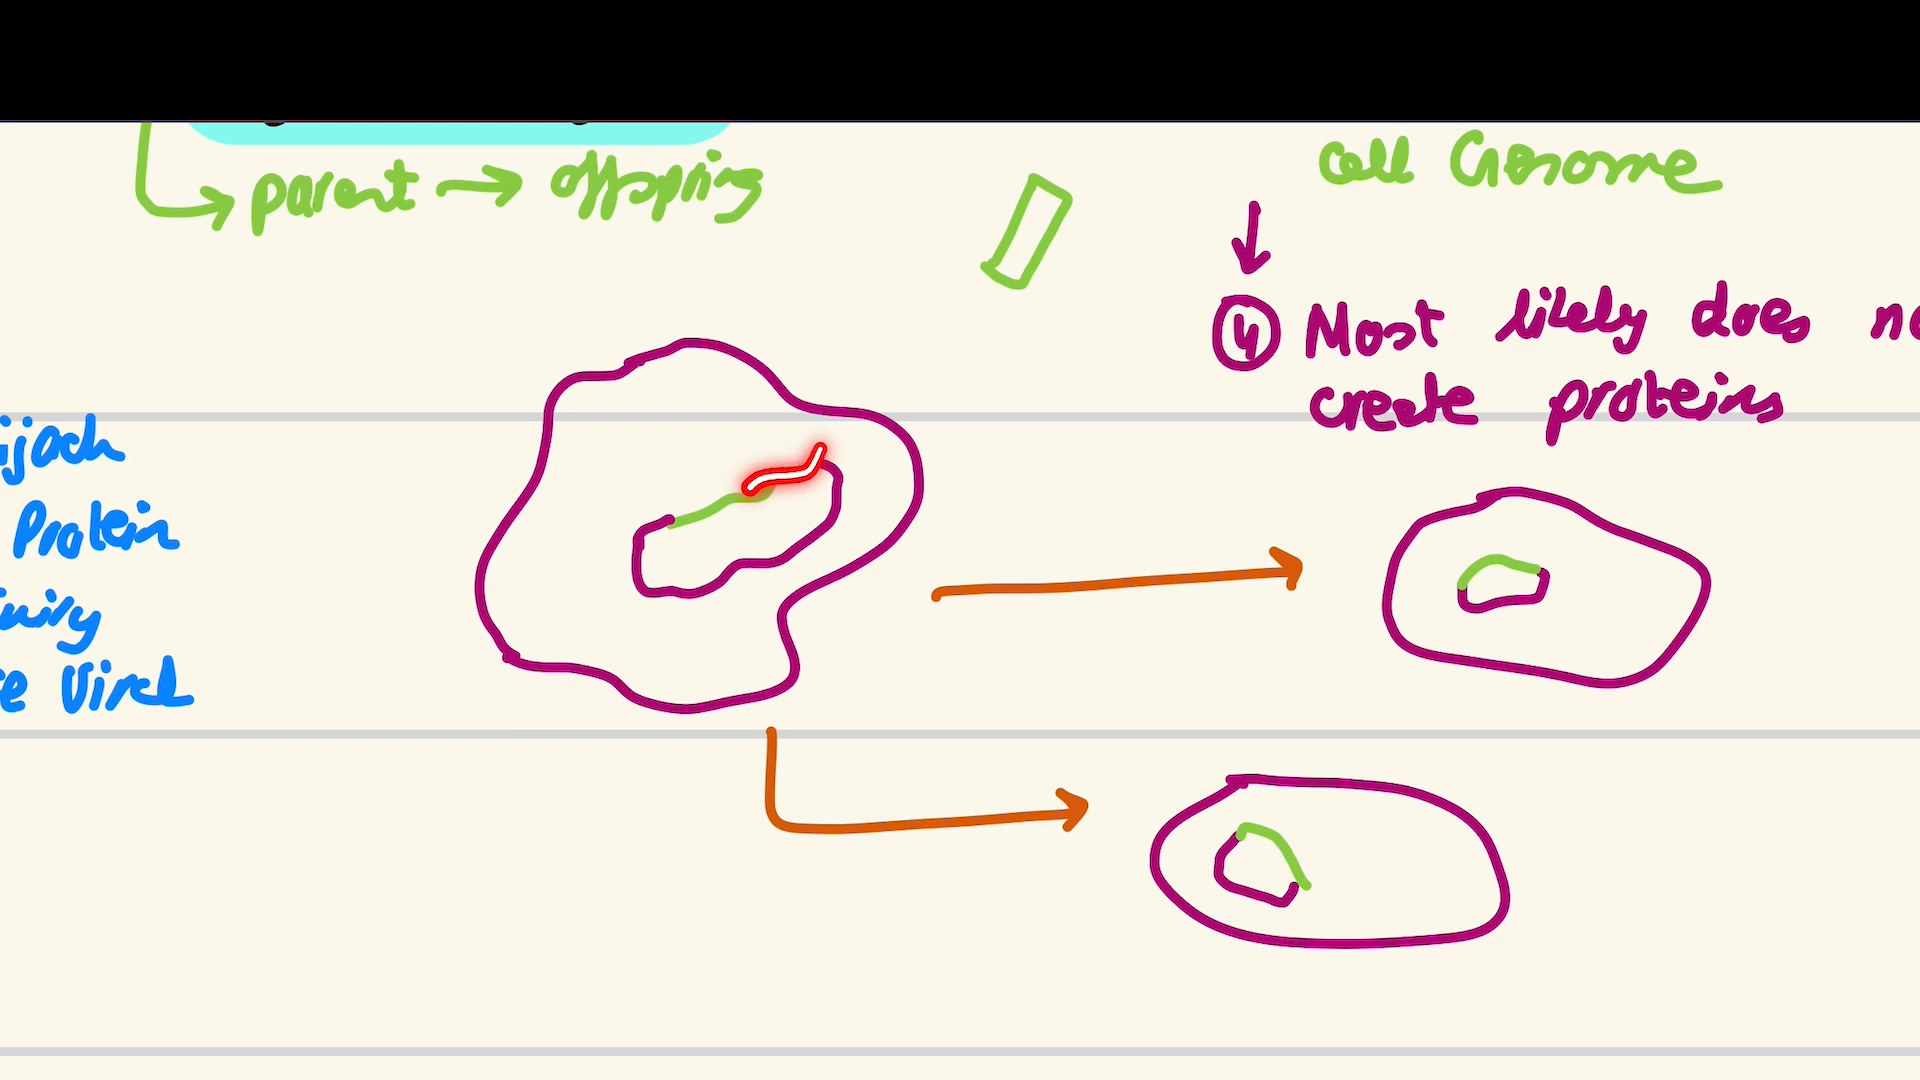 parent → offspring
cell Genome
↓
④ Most likely does
create proteins
Protein
Viral